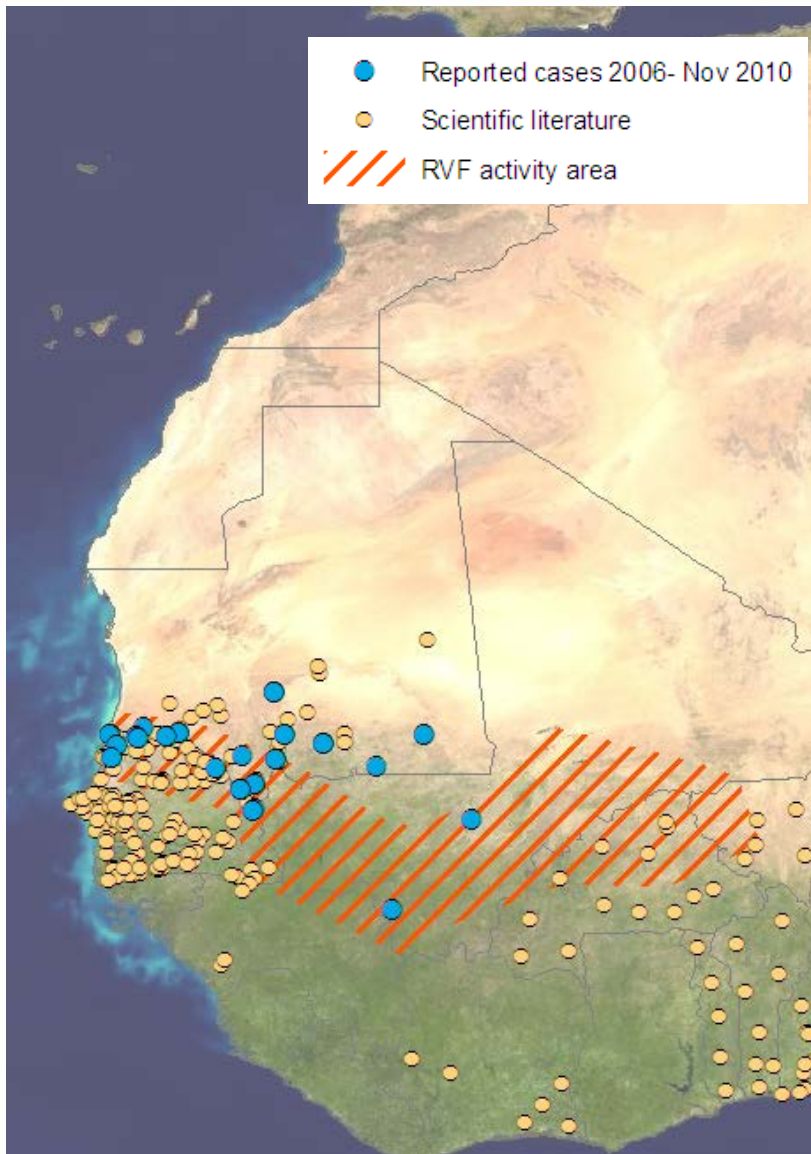 Reported cases 2006- Nov 2010
Scientific literature
RVF activity area